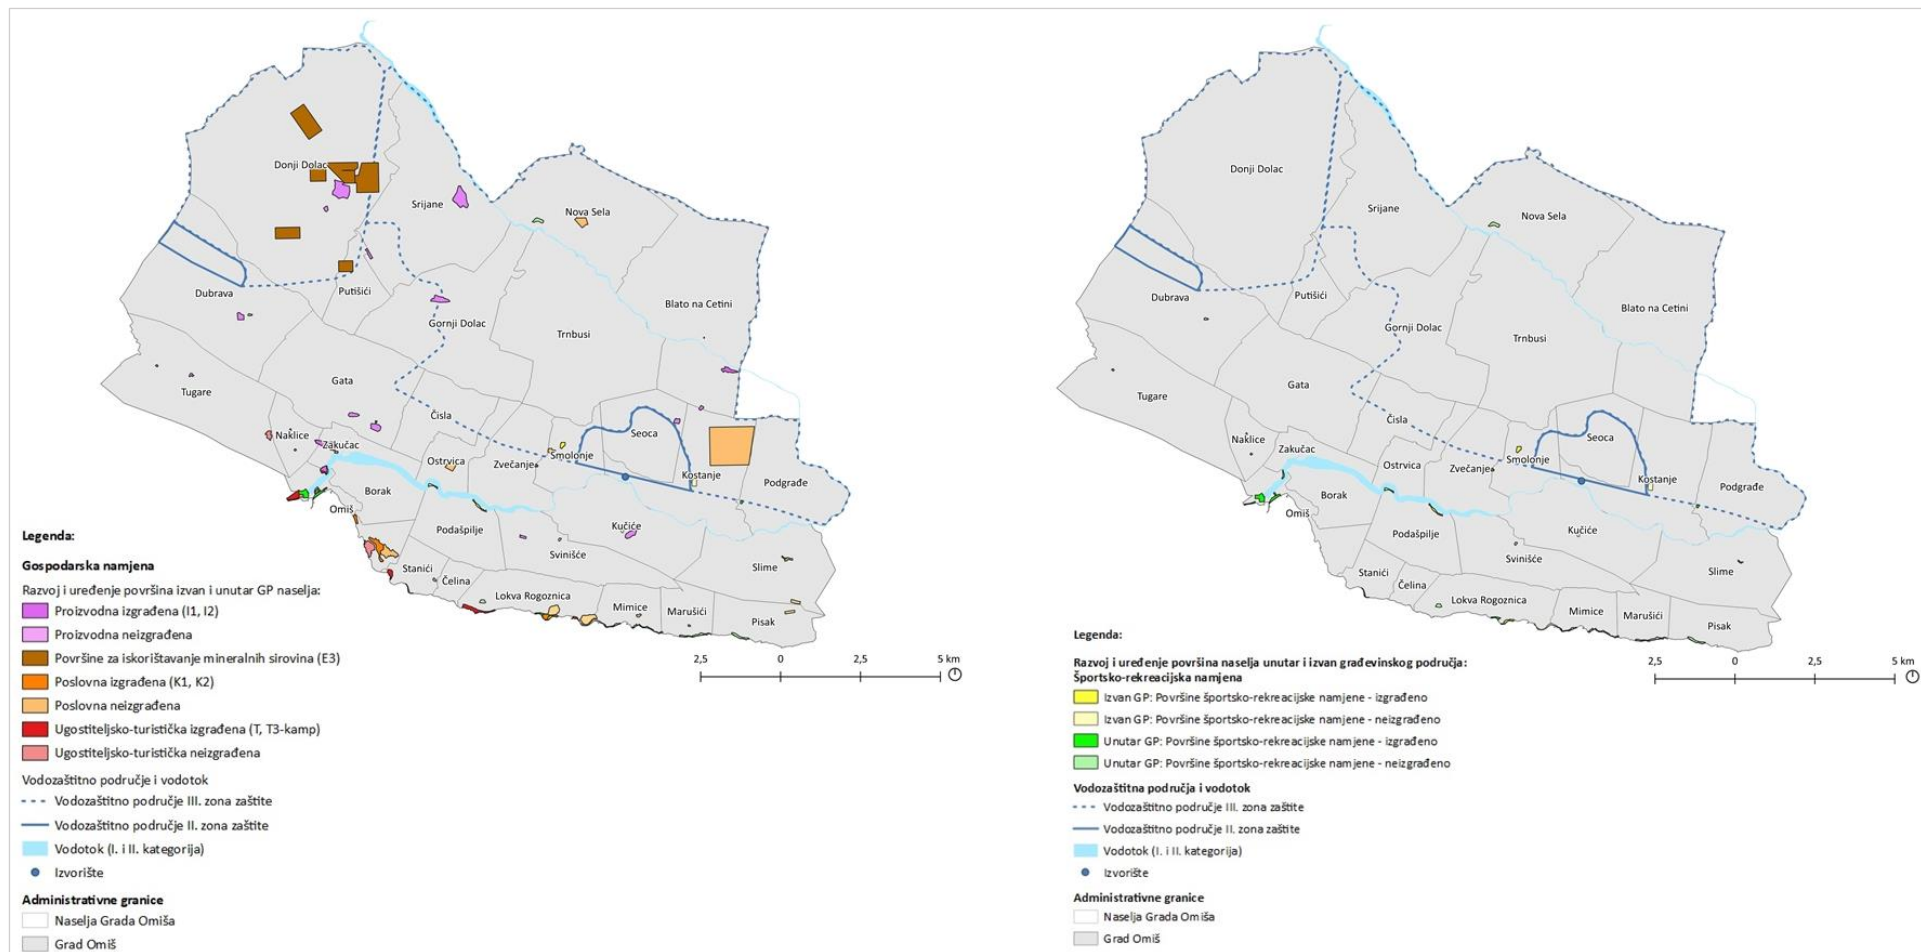 Donji Dolac
Srijane
Nova Sela
Dubrava
Putišići
Blato na Cetini
Gornji Dolac
Trnbusi
Tugare
Gata
Čisla
Naklice
Zakučac
Seoca
Ostrvica
Zvečanje
Smolonje
Kostanje
Podgrađe
Borak
Omiš
Podašpilje
Kučiće
Svinišće
Slime
Stanići
Čelina
Lokva Rogoznica
Mimice
Marušići
Pisak
2,5 0 2,5 5 km
Legenda:
Gospodarska namjena
Razvoj i uređenje površina izvan i unutar GP naselja:
Proizvodna izgrađena (I1, I2)
Proizvodna neizgrađena
Površine za iskorištavanje mineralnih sirovina (E3)
Poslovna izgrađena (K1, K2)
Poslovna neizgrađena
Ugostiteljsko-turistička izgrađena (T, T3-kamp)
Ugostiteljsko-turistička neizgrađena
Vodozaštitno područje i vodotok
Vodozaštitno područje III. zona zaštite
Vodozaštitno područje II. zona zaštite
Vodotok (I. i II. kategorija)
Izvorište
Administrativne granice
Naselja Grada Omiša
Grad Omiš
Donji Dolac
Srijane
Nova Sela
Dubrava
Putišići
Blato na Cetini
Gornji Dolac
Trnbusi
Tugare
Gata
Čisla
Naklice
Zakučac
Seoca
Ostrvica
Zvečanje
Smolonje
Kostanje
Podgrađe
Borak
Omiš
Podašpilje
Kučiće
Svinišće
Slime
Stanići
Čelina
Lokva Rogoznica
Mimice
Marušići
Pisak
2,5 0 2,5 5 km
Legenda:
Razvoj i uređenje površina naselja unutar i izvan građevinskog područja:
Športsko-rekreacijska namjena
Izvan GP: Površine športsko-rekreacijske namjene - izgrađeno
Izvan GP: Površine športsko-rekreacijske namjene - neizgrađeno
Unutar GP: Površine športsko-rekreacijske namjene - izgrađeno
Unutar GP: Površine športsko-rekreacijske namjene - neizgrađeno
Vodozaštitna područja i vodotok
Vodozaštitno područje III. zona zaštite
Vodozaštitno područje II. zona zaštite
Vodotok (I. i II. kategorija)
Izvorište
Administrativne granice
Naselja Grada Omiša
Grad Omiš